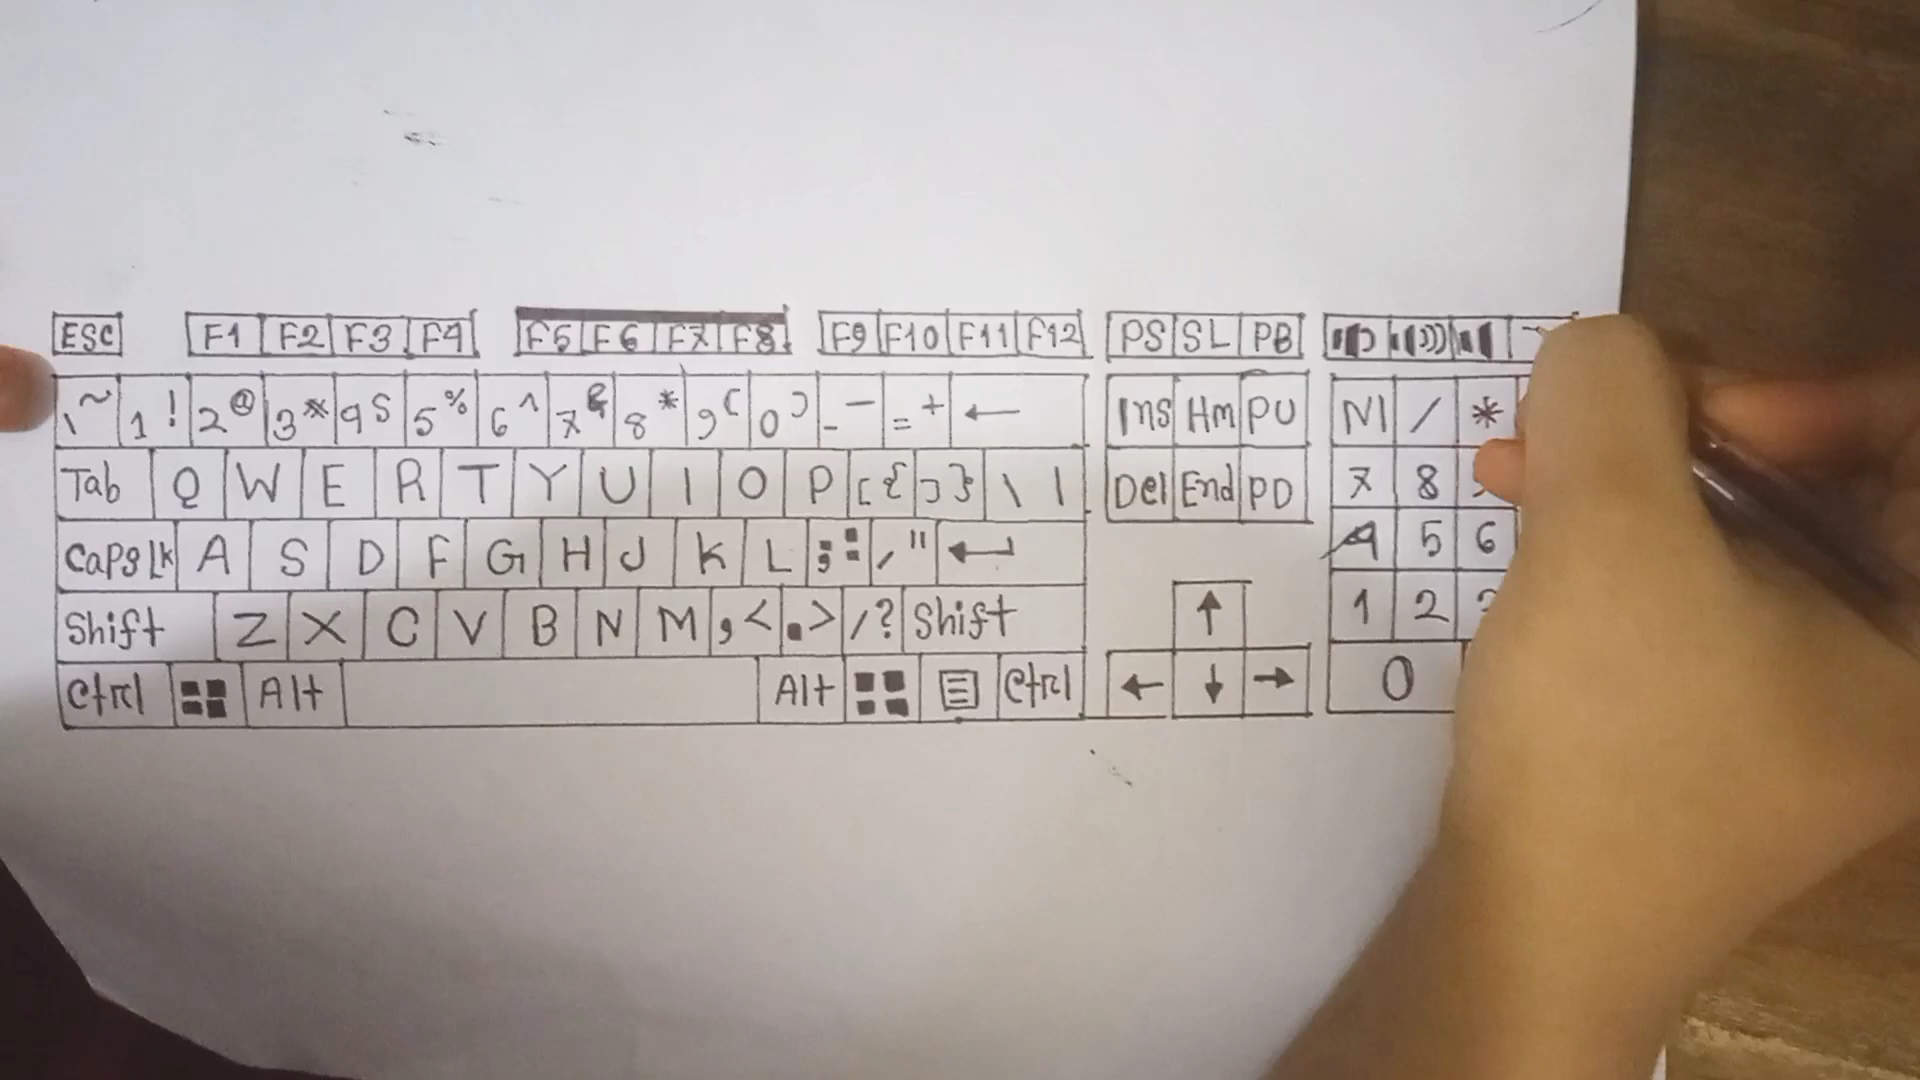 ESC F1 F2 F3 F4 F5 F6 F7 F8 F9 F10 F11 F12 PS SL PB
\ ~ 1 ! 2 @ 3 * 4 S 5 % 6 ^ 7 & 8 * 9 ( 0 ) - — = + ← Ins Hm PU Nl / *
Tab Q W E R T Y U I O P [ { ] } \ | Del End PD 7 8
Caps Lk A S D F G H J K L ; : , " ↵ 4 5 6
Shift Z X C V B N M , < . > / ? Shift ↑ 1 2
Ctrl Alt Alt Ctrl ← ↓ → 0